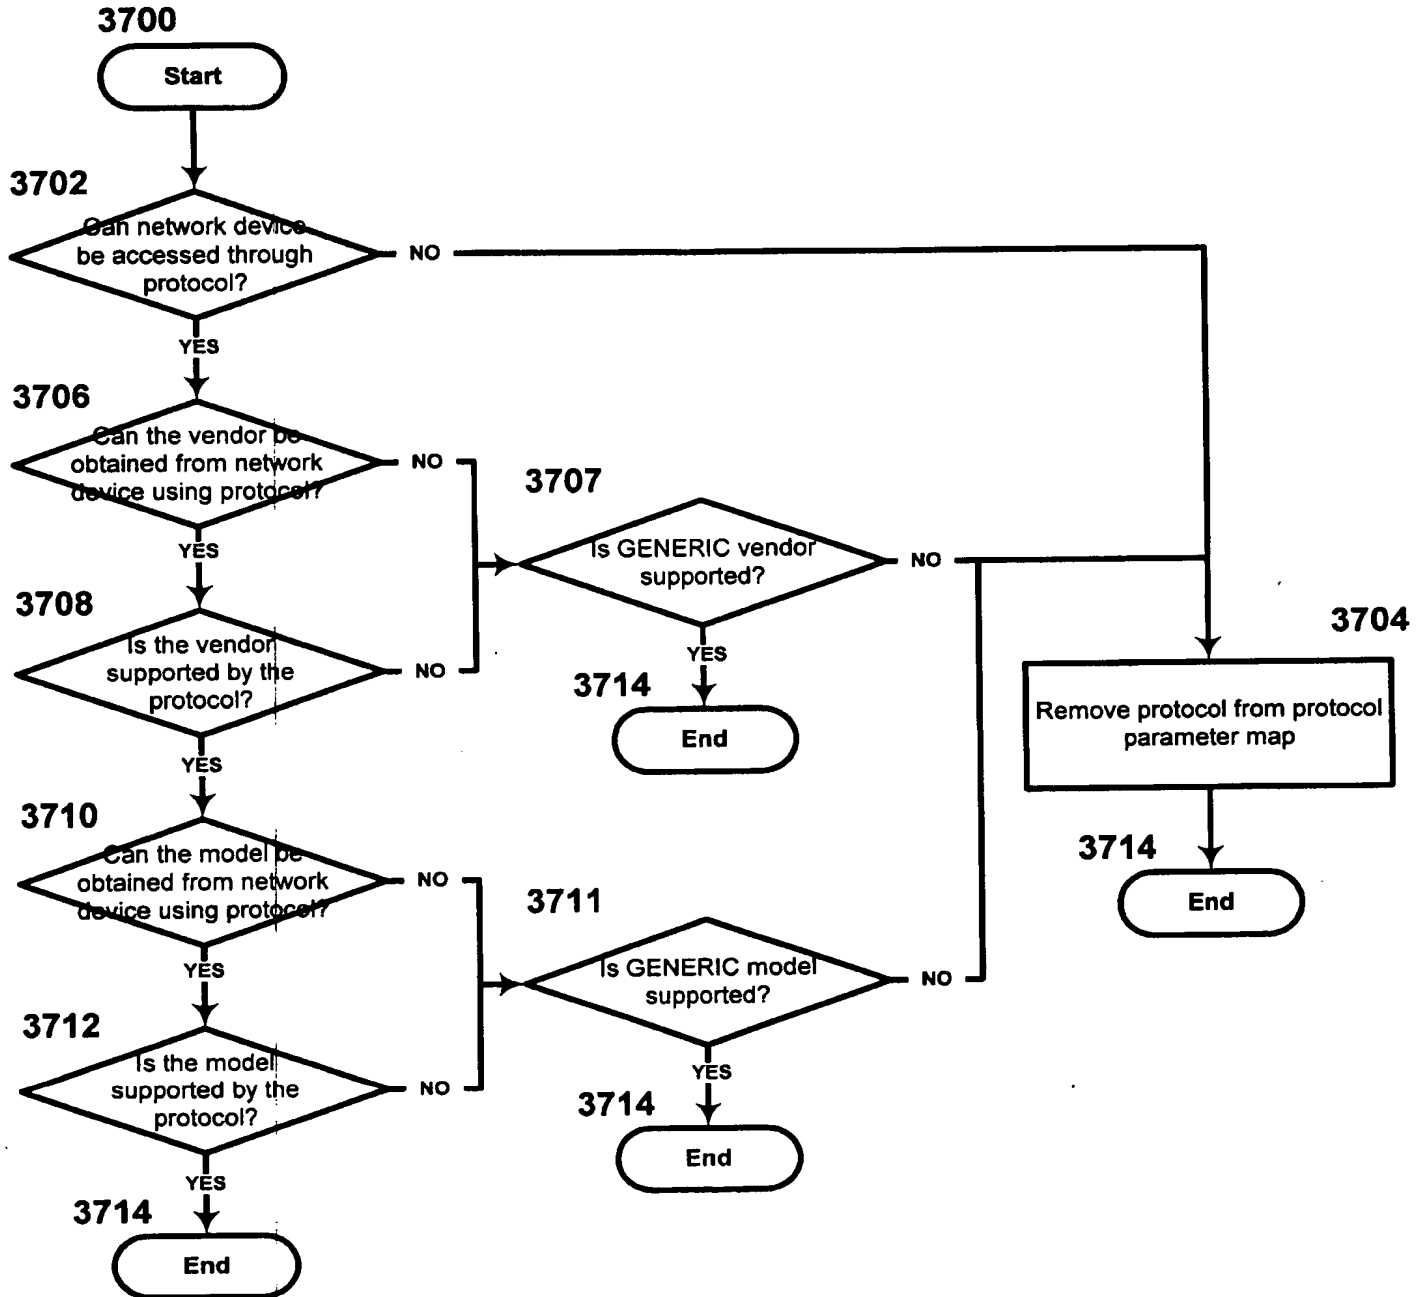 3700
Start
3702
Can network device
be accessed through
protocol?
NO
YES
3706
Can the vendor be
obtained from network
device using protocol?
NO
YES
3707
Is GENERIC vendor
supported?
NO
YES
3714
End
3708
Is the vendor
supported by the
protocol?
NO
YES
3704
Remove protocol from protocol
parameter map
3714
End
3710
Can the model be
obtained from network
device using protocol?
NO
YES
3711
Is GENERIC model
supported?
NO
YES
3714
End
3712
Is the model
supported by the
protocol?
NO
YES
3714
End